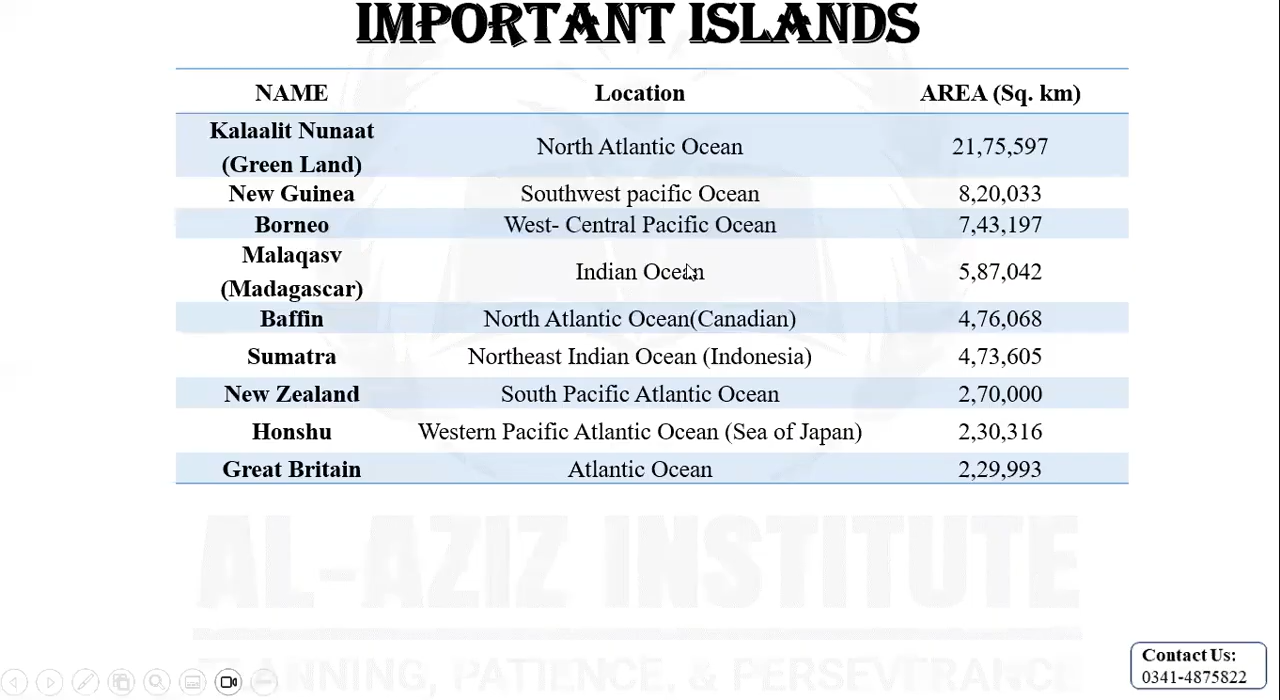 IMPORTANT ISLANDS
NAME Location AREA (Sq. km)
Kalaalit Nunaat
(Green Land) North Atlantic Ocean 21,75,597
New Guinea Southwest pacific Ocean 8,20,033
Borneo West- Central Pacific Ocean 7,43,197
Malaqasv
(Madagascar) Indian Ocean 5,87,042
Baffin North Atlantic Ocean(Canadian) 4,76,068
Sumatra Northeast Indian Ocean (Indonesia) 4,73,605
New Zealand South Pacific Atlantic Ocean 2,70,000
Honshu Western Pacific Atlantic Ocean (Sea of Japan) 2,30,316
Great Britain Atlantic Ocean 2,29,993
AL-AZIZ INSTITUTE
PATIENCE, & PERSEVTRANCE
Contact Us:
0341-4875822